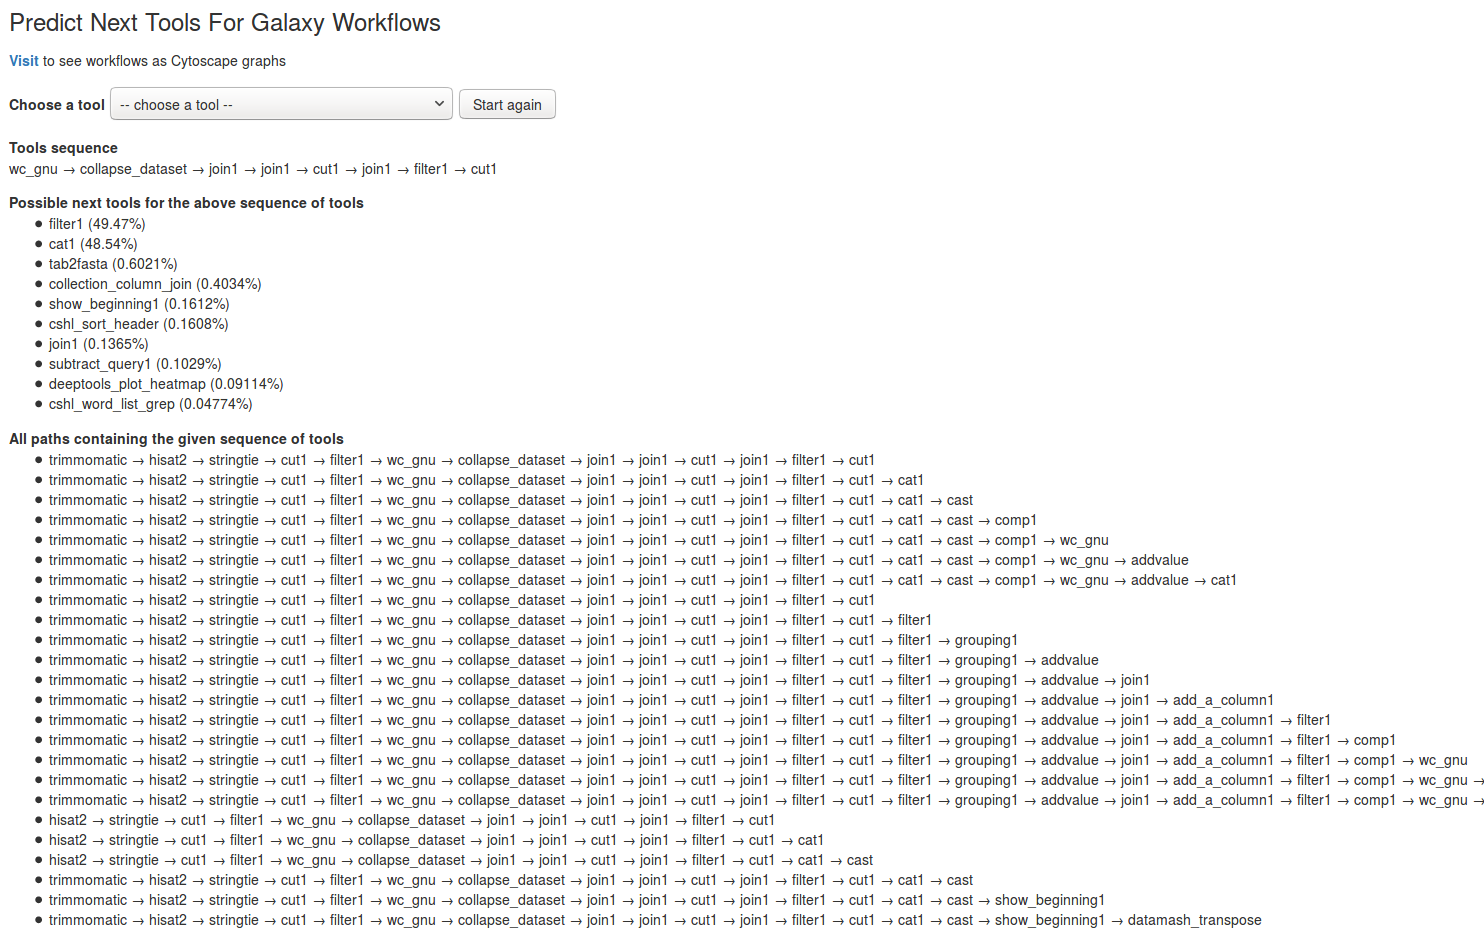 Predict Next Tools For Galaxy Workflows
Visit to see workflows as Cytoscape graphs
Choose a tool -- choose a tool -- Start again
Tools sequence
wc_gnu → collapse_dataset → join1 → join1 → cut1 → join1 → filter1 → cut1
Possible next tools for the above sequence of tools
● filter1 (49.47%)
● cat1 (48.54%)
● tab2fasta (0.6021%)
● collection_column_join (0.4034%)
● show_beginning1 (0.1612%)
● cshl_sort_header (0.1608%)
● join1 (0.1365%)
● subtract_query1 (0.1029%)
● deeptools_plot_heatmap (0.09114%)
● cshl_word_list_grep (0.04774%)
All paths containing the given sequence of tools
● trimmomatic → hisat2 → stringtie → cut1 → filter1 → wc_gnu → collapse_dataset → join1 → join1 → cut1 → join1 → filter1 → cut1
● trimmomatic → hisat2 → stringtie → cut1 → filter1 → wc_gnu → collapse_dataset → join1 → join1 → cut1 → join1 → filter1 → cut1 → cat1
● trimmomatic → hisat2 → stringtie → cut1 → filter1 → wc_gnu → collapse_dataset → join1 → join1 → cut1 → join1 → filter1 → cut1 → cat1 → cast
● trimmomatic → hisat2 → stringtie → cut1 → filter1 → wc_gnu → collapse_dataset → join1 → join1 → cut1 → join1 → filter1 → cut1 → cat1 → cast → comp1
● trimmomatic → hisat2 → stringtie → cut1 → filter1 → wc_gnu → collapse_dataset → join1 → join1 → cut1 → join1 → filter1 → cut1 → cat1 → cast → comp1 → wc_gnu
● trimmomatic → hisat2 → stringtie → cut1 → filter1 → wc_gnu → collapse_dataset → join1 → join1 → cut1 → join1 → filter1 → cut1 → cat1 → cast → comp1 → wc_gnu → addvalue
● trimmomatic → hisat2 → stringtie → cut1 → filter1 → wc_gnu → collapse_dataset → join1 → join1 → cut1 → join1 → filter1 → cut1 → cat1 → cast → comp1 → wc_gnu → addvalue → cat1
● trimmomatic → hisat2 → stringtie → cut1 → filter1 → wc_gnu → collapse_dataset → join1 → join1 → cut1 → join1 → filter1 → cut1
● trimmomatic → hisat2 → stringtie → cut1 → filter1 → wc_gnu → collapse_dataset → join1 → join1 → cut1 → join1 → filter1 → cut1 → filter1
● trimmomatic → hisat2 → stringtie → cut1 → filter1 → wc_gnu → collapse_dataset → join1 → join1 → cut1 → join1 → filter1 → cut1 → filter1 → grouping1
● trimmomatic → hisat2 → stringtie → cut1 → filter1 → wc_gnu → collapse_dataset → join1 → join1 → cut1 → join1 → filter1 → cut1 → filter1 → grouping1 → addvalue
● trimmomatic → hisat2 → stringtie → cut1 → filter1 → wc_gnu → collapse_dataset → join1 → join1 → cut1 → join1 → filter1 → cut1 → filter1 → grouping1 → addvalue → join1
● trimmomatic → hisat2 → stringtie → cut1 → filter1 → wc_gnu → collapse_dataset → join1 → join1 → cut1 → join1 → filter1 → cut1 → filter1 → grouping1 → addvalue → join1 → add_a_column1
● trimmomatic → hisat2 → stringtie → cut1 → filter1 → wc_gnu → collapse_dataset → join1 → join1 → cut1 → join1 → filter1 → cut1 → filter1 → grouping1 → addvalue → join1 → add_a_column1 → filter1
● trimmomatic → hisat2 → stringtie → cut1 → filter1 → wc_gnu → collapse_dataset → join1 → join1 → cut1 → join1 → filter1 → cut1 → filter1 → grouping1 → addvalue → join1 → add_a_column1 → filter1 → comp1
● trimmomatic → hisat2 → stringtie → cut1 → filter1 → wc_gnu → collapse_dataset → join1 → join1 → cut1 → join1 → filter1 → cut1 → filter1 → grouping1 → addvalue → join1 → add_a_column1 → filter1 → comp1 → wc_gnu
● trimmomatic → hisat2 → stringtie → cut1 → filter1 → wc_gnu → collapse_dataset → join1 → join1 → cut1 → join1 → filter1 → cut1 → filter1 → grouping1 → addvalue → join1 → add_a_column1 → filter1 → comp1 → wc_gnu →
● trimmomatic → hisat2 → stringtie → cut1 → filter1 → wc_gnu → collapse_dataset → join1 → join1 → cut1 → join1 → filter1 → cut1 → filter1 → grouping1 → addvalue → join1 → add_a_column1 → filter1 → comp1 → wc_gnu →
● hisat2 → stringtie → cut1 → filter1 → wc_gnu → collapse_dataset → join1 → join1 → cut1 → join1 → filter1 → cut1
● hisat2 → stringtie → cut1 → filter1 → wc_gnu → collapse_dataset → join1 → join1 → cut1 → join1 → filter1 → cut1 → cat1
● hisat2 → stringtie → cut1 → filter1 → wc_gnu → collapse_dataset → join1 → join1 → cut1 → join1 → filter1 → cut1 → cat1 → cast
● trimmomatic → hisat2 → stringtie → cut1 → filter1 → wc_gnu → collapse_dataset → join1 → join1 → cut1 → join1 → filter1 → cut1 → cat1 → cast
● trimmomatic → hisat2 → stringtie → cut1 → filter1 → wc_gnu → collapse_dataset → join1 → join1 → cut1 → join1 → filter1 → cut1 → cat1 → cast → show_beginning1
● trimmomatic → hisat2 → stringtie → cut1 → filter1 → wc_gnu → collapse_dataset → join1 → join1 → cut1 → join1 → filter1 → cut1 → cat1 → cast → show_beginning1 → datamash_transpose